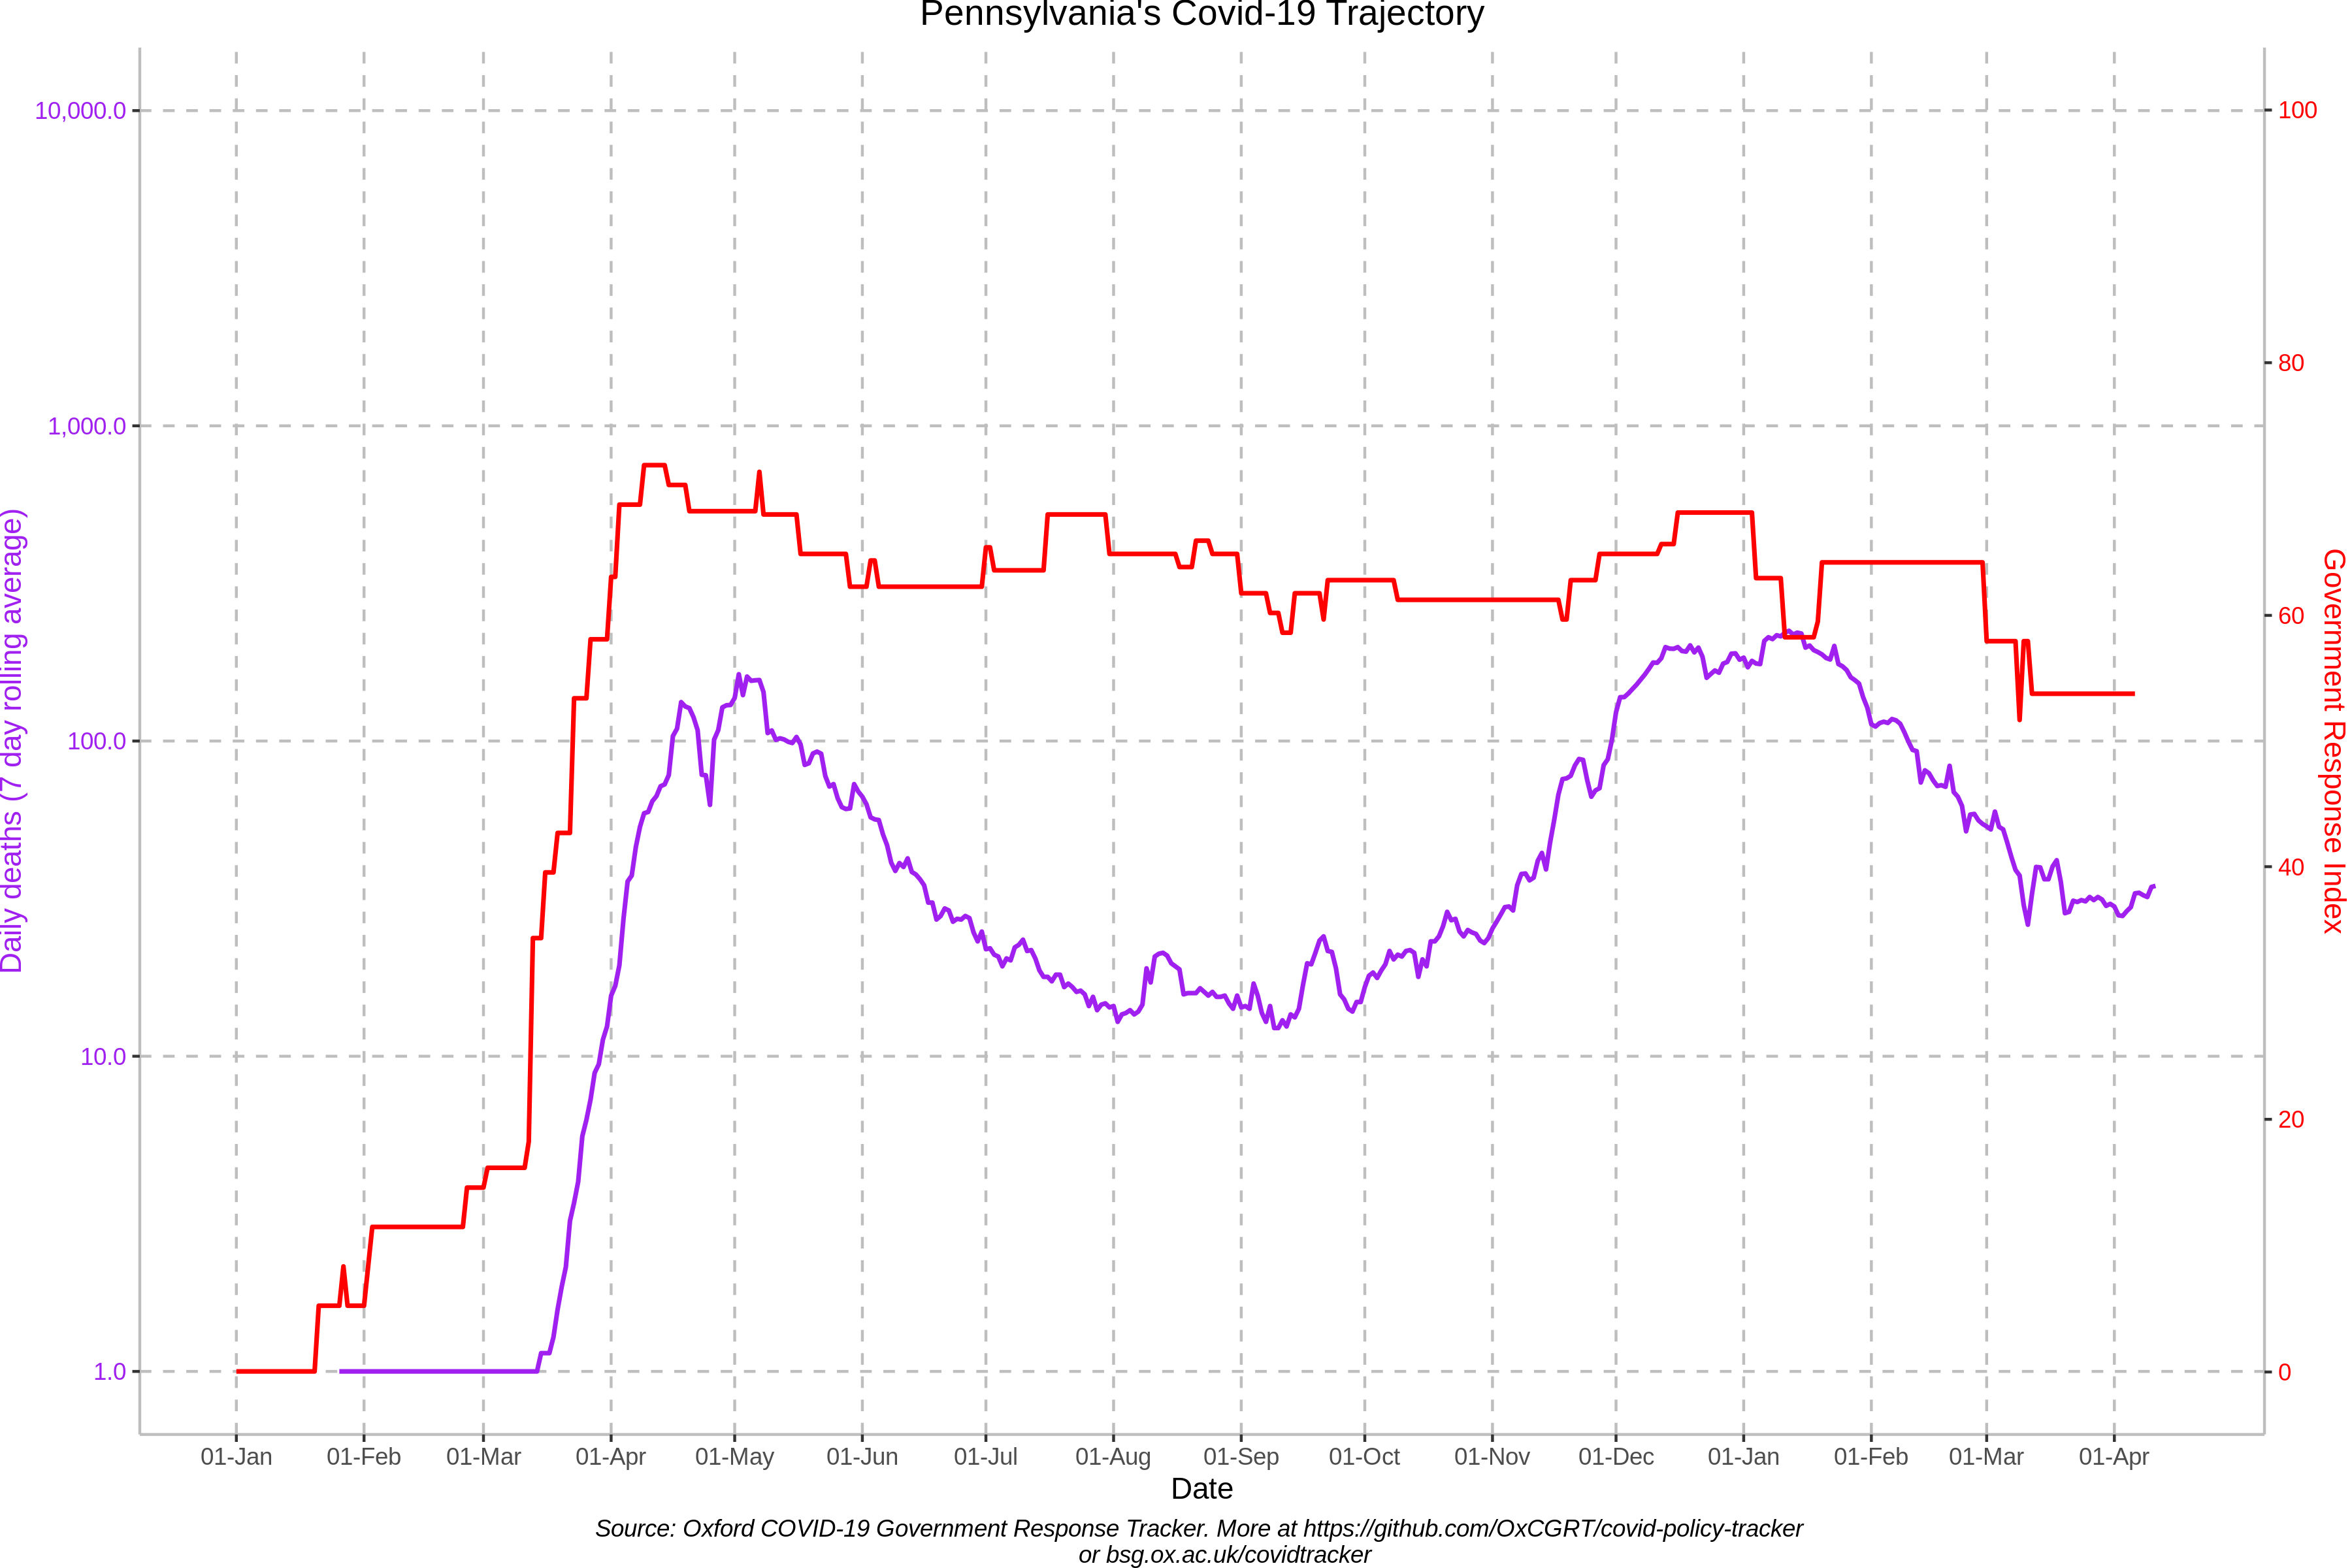 Pennsylvania's Covid-19 Trajectory
10,000.0
1,000.0
100.0
10.0
1.0
Daily deaths (7 day rolling average)
100
80
60
40
20
0
Government Response Index
01-Jan 01-Feb 01-Mar 01-Apr 01-May 01-Jun 01-Jul 01-Aug 01-Sep 01-Oct 01-Nov 01-Dec 01-Jan 01-Feb 01-Mar 01-Apr
Date
Source: Oxford COVID-19 Government Response Tracker. More at https://github.com/OxCGRT/covid-policy-tracker
or bsg.ox.ac.uk/covidtracker